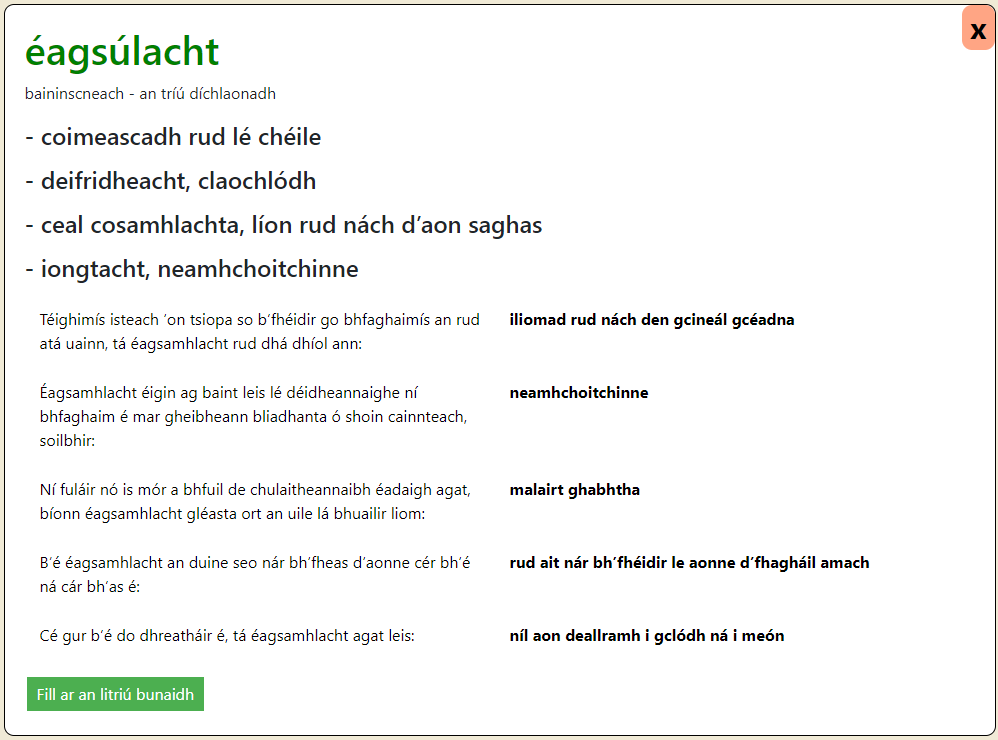 x
éagsúlacht
baininscneach - an tríú díchlaonadh
- coimeascadh rud lé chéile
- deifridheacht, claochlódh
- ceal cosamhlachta, líon rud nách d’aon saghas
- iongtacht, neamhchoitchinne
Téighimís isteach ’on tsiopa so b’fhéidir go bhfaghaimís an rud
atá uainn, tá éagsamhlacht rud dhá dhíol ann:
iliomad rud nách den gcineál gcéadna
Éagsamhlacht éigin ag baint leis lé déidheannaighe ní
bhfaghaim é mar gheibheann bliadhanta ó shoin cainnteach,
soilbhir:
neamhchoitchinne
Ní fuláir nó is mór a bhfuil de chulaitheannaibh éadaigh agat,
bíonn éagsamhlacht gléasta ort an uile lá bhuailir liom:
malairt ghabhtha
B’é éagsamhlacht an duine seo nár bh’fheas d’aonne cér bh’é
ná cár bh’as é:
rud ait nár bh’fhéidir le aonne d’fhagháil amach
Cé gur b’é do dhreatháir é, tá éagsamhlacht agat leis:
níl aon deallramh i gclódh ná i meón
Fill ar an litriú bunaidh